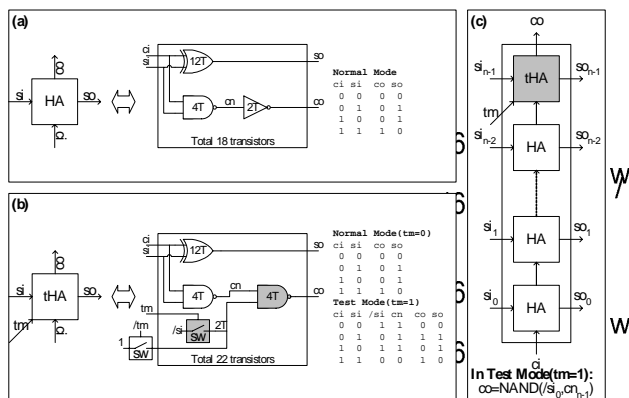 (a)
co
si
HA
so
ci
ci
si
12T
so
4T
cn
2T
co
Total 18 transistors
Normal Mode
ci si co so
0 0 0 0
0 1 0 1
1 0 0 1
1 1 1 0
(b)
co
si
tHA
so
tm
ci
ci
si
12T
so
4T
cn
4T
co
tm
/si
SW
2T
/tm
1
SW
Total 22 transistors
Normal Mode(tm=0)
ci si co so
0 0 0 0
0 1 0 1
1 0 0 1
1 1 1 0
Test Mode(tm=1)
ci si /si cn co so
0 0 1 1 0 0
0 1 0 1 1 1
1 0 1 1 0 1
1 1 0 0 1 0
(c)
co
si n-1
tHA
so n-1
tm
si n-2
HA
so n-2
si 1
HA
so 1
si 0
HA
so 0
ci
In Test Mode(tm=1):
co=NAND(/si0,cn n-1)
6
6
6
6
W
W